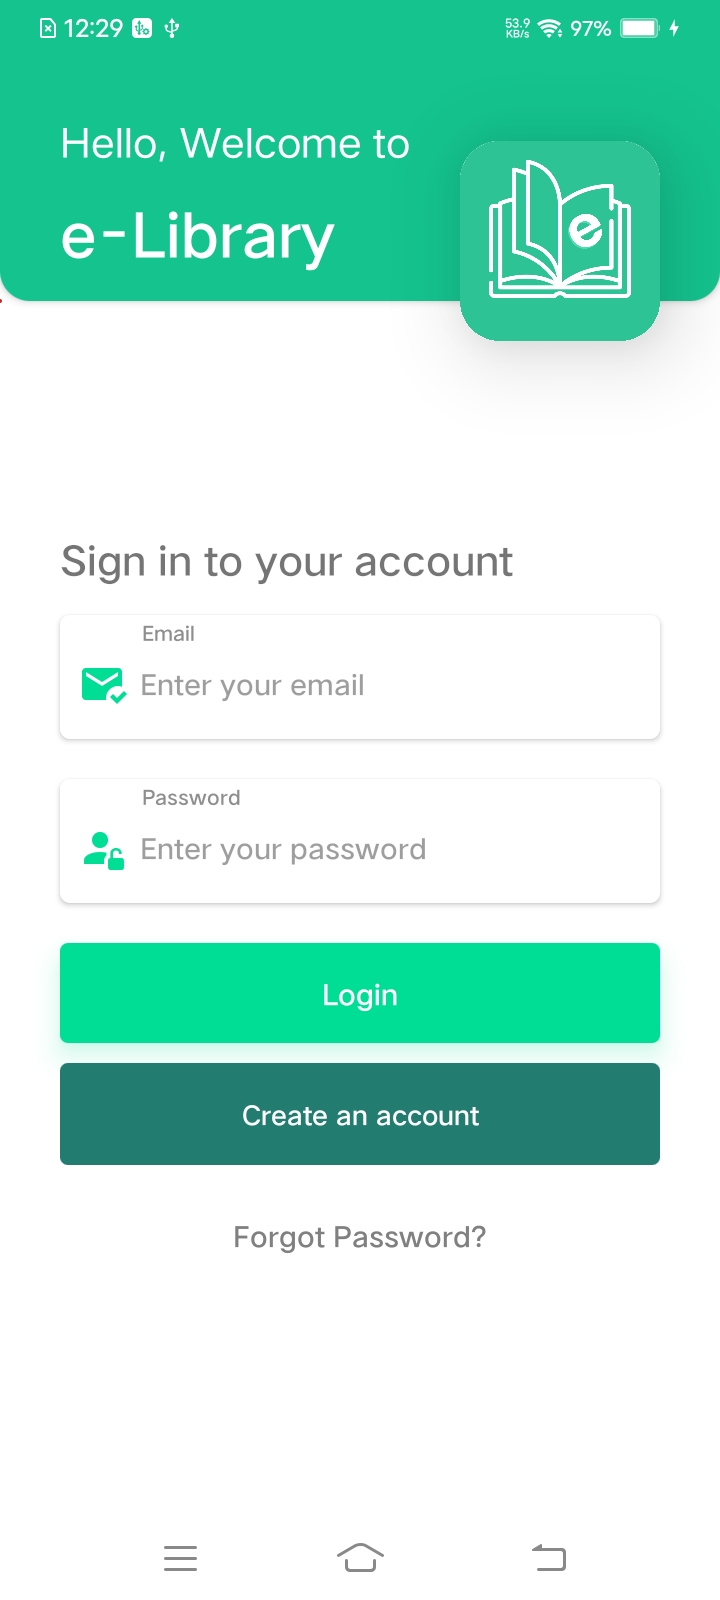 12:29
53.9
KB/s
97%
Hello, Welcome to
e-Library
e
Sign in to your account
Email
Enter your email
Password
Enter your password
Login
Create an account
Forgot Password?